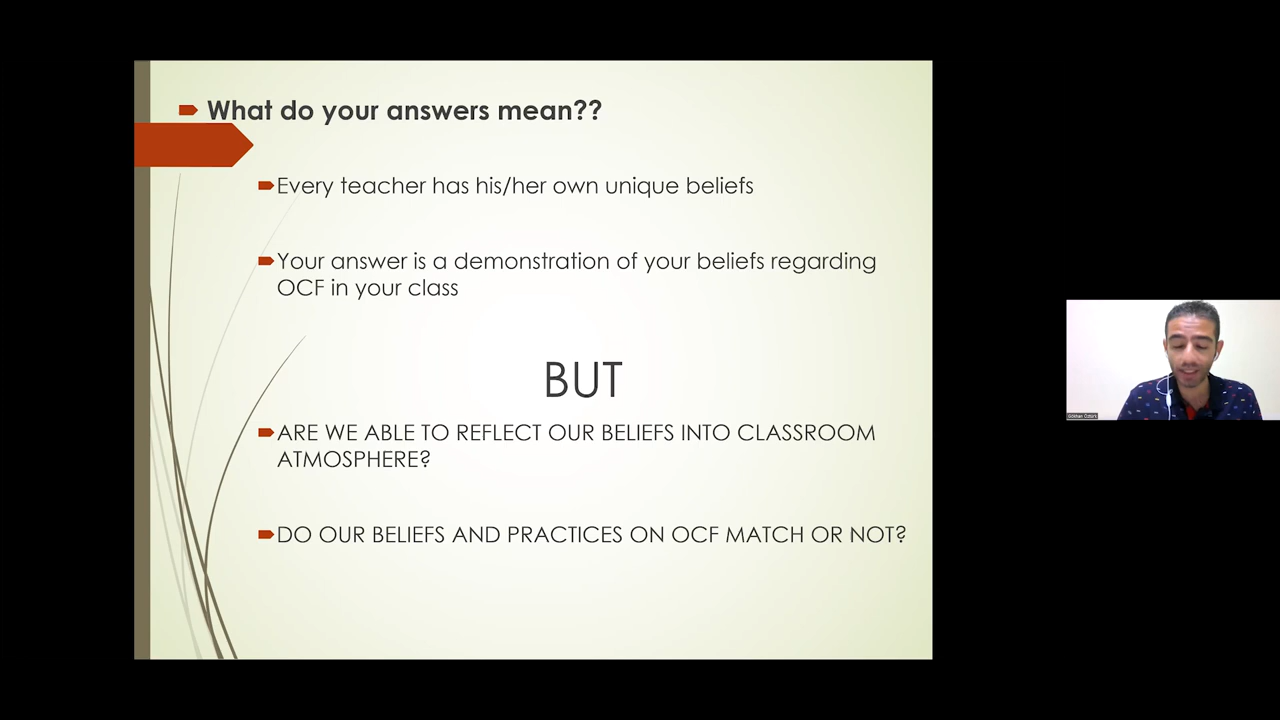 What do your answers mean??
Every teacher has his/her own unique beliefs
Your answer is a demonstration of your beliefs regarding
OCF in your class
BUT
ARE WE ABLE TO REFLECT OUR BELIEFS INTO CLASSROOM
ATMOSPHERE?
DO OUR BELIEFS AND PRACTICES ON OCF MATCH OR NOT?